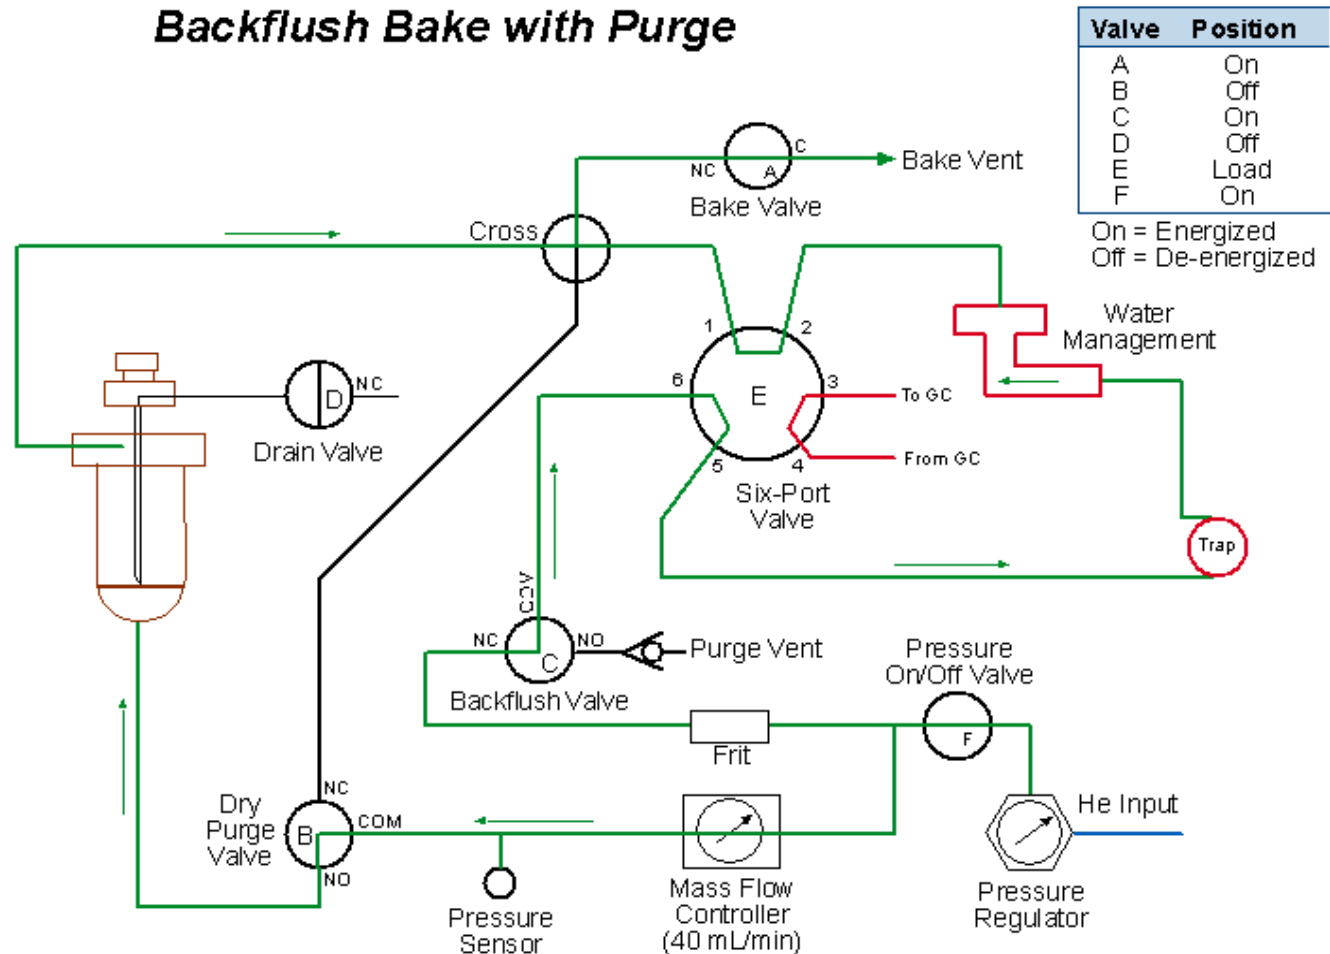 Backflush Bake with Purge
Valve Position
A On
B Off
C On
D Off
E Load
F On
On = Energized
Off = De-energized
C
NC
A
Bake Vent
Bake Valve
Cross
1
2
Water
Management
NC
D
Drain Valve
6
E
3
To GC
5
4
From GC
Six-Port
Valve
Trap
COV
NC
NO
C
Purge Vent
Backflush Valve
Pressure
On/Off Valve
F
Frit
NC
Dry
Purge
Valve
B
COM
NO
He Input
Mass Flow
Controller
(40 mL/min)
Pressure
Sensor
Pressure
Regulator